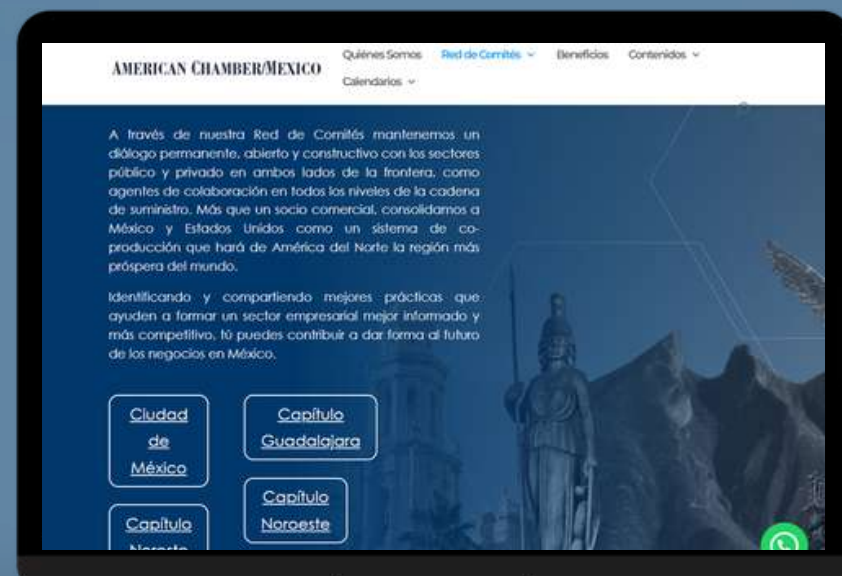 AMERICAN CHAMBER/MEXICO
Quiénes Somos Red de Comités Beneficios Contenidos
Calendarios
A través de nuestra Red de Comités mantenemos un
diálogo permanente, abierto y constructivo con los sectores
público y privado en ambos lados de la frontera, como
agentes de colaboración en todos los niveles de la cadena
de suministro. Más que un socio comercial, consolidamos a
México y Estados Unidos como un sistema de co-
producción que hará de América del Norte la región más
próspera del mundo.
Identificando y compartiendo mejores prácticas que
ayuden a formar un sector empresarial mejor informado y
más competitivo, tú puedes contribuir a dar forma al futuro
de los negocios en México.
Ciudad
de
México
Capítulo
Guadalajara
Capítulo
Noroeste
Capítulo